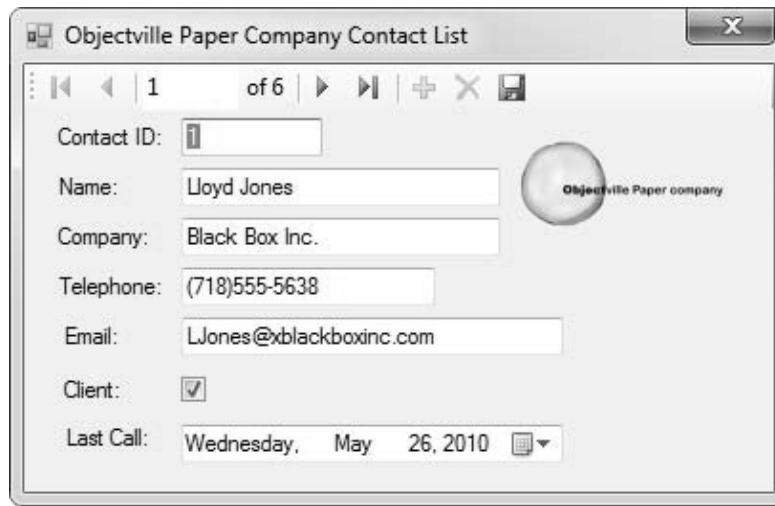 Objectville Paper Company Contact List
1 of 6
Contact ID: 1
Objectville Paper company
Name: Lloyd Jones
Company: Black Box Inc.
Telephone: (718)555-5638
Email: LJones@xblackboxinc.com
Client:
Last Call: Wednesday, May 26, 2010